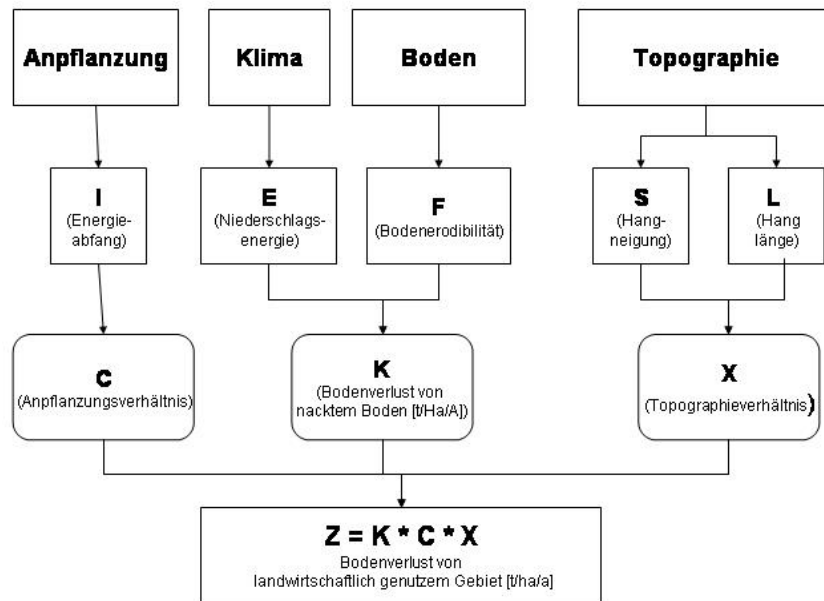 Anpflanzung
Klima
Boden
Topographie
I
(Energie-
abfang)
E
(Niederschlags-
energie)
F
(Bodenerodibilität)
S
(Hang-
neigung)
L
(Hang
länge)
C
(Anpflanzungsverhältnis)
K
(Bodenverlust von
nacktem Boden [t/Ha/A])
X
(Topographieverhältnis)
Z = K * C * X
Bodenverlust von
landwirtschaftlich genutzem Gebiet [t/ha/a]